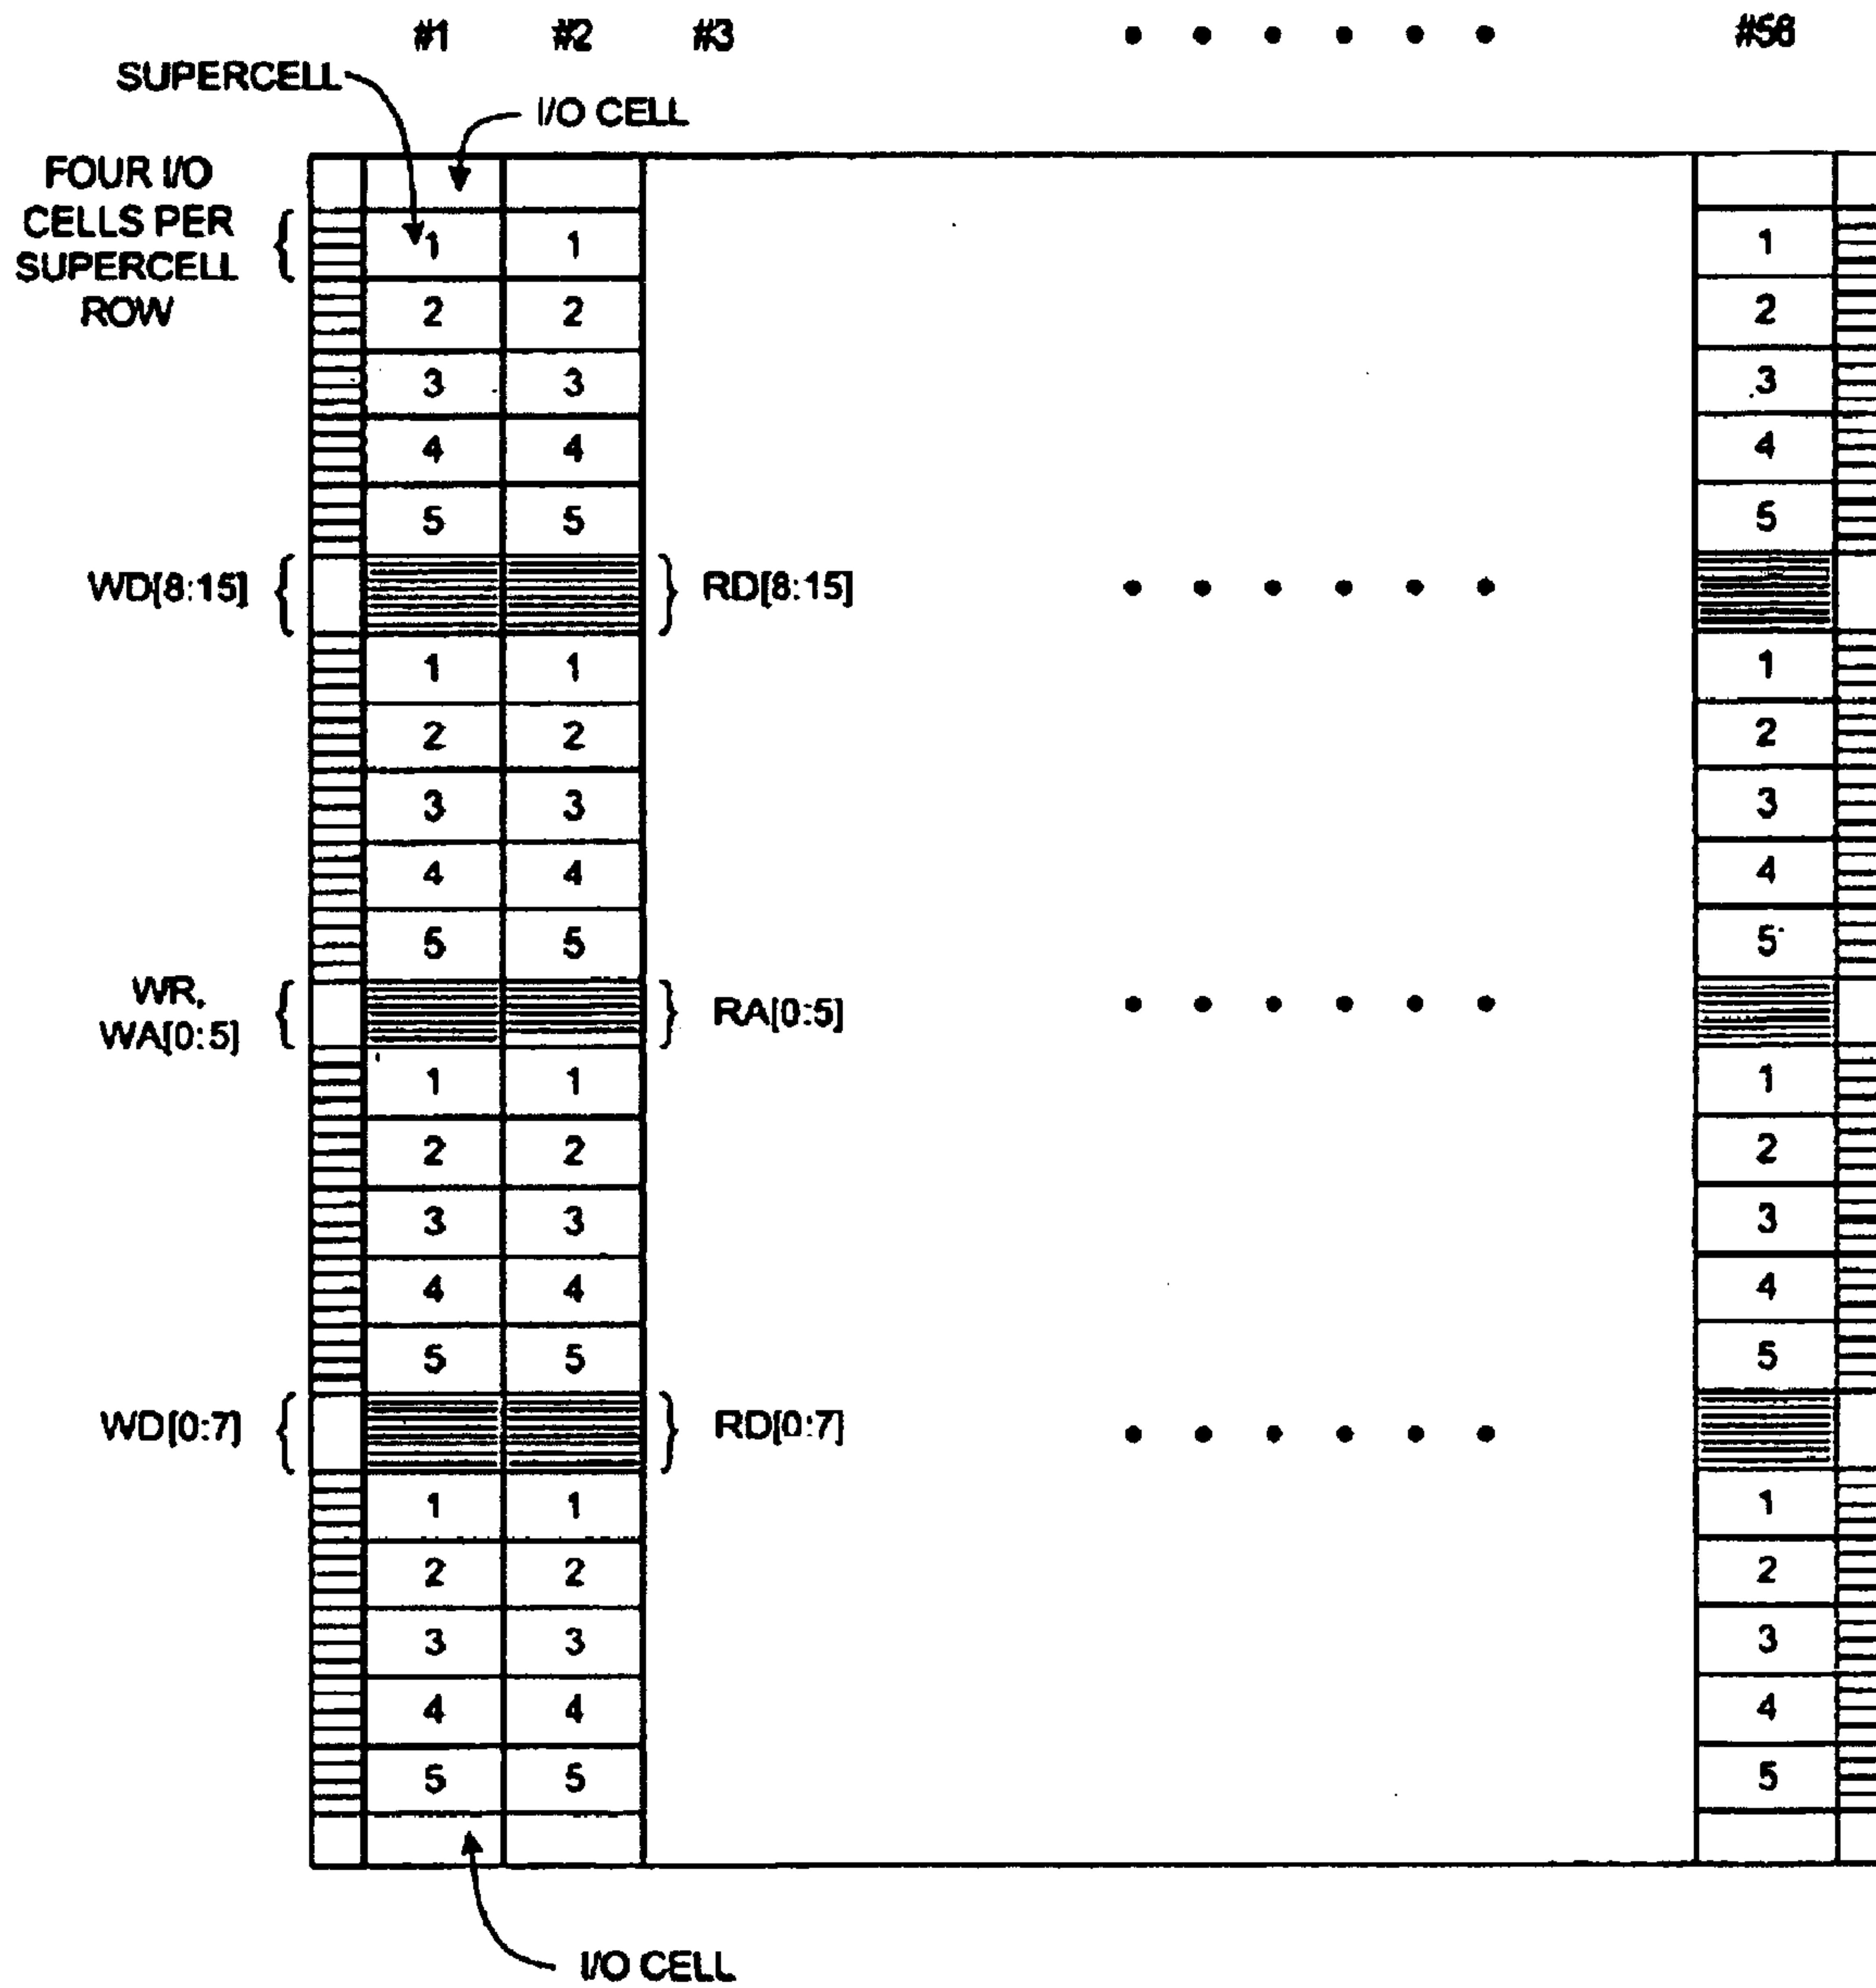 #1 #2 #3 #56
SUPERCELL
I/O CELL
FOUR I/O
CELLS PER
SUPERCELL
ROW
1 1 1
2 2 2
3 3 3
4 4 4
5 5 5
WD[8:15] RD[8:15]
1 1 1
2 2 2
3 3 3
4 4 4
5 5 5
WR,
WA[0:5] RA[0:5]
1 1 1
2 2 2
3 3 3
4 4 4
5 5 5
WD[0:7] RD[0:7]
1 1 1
2 2 2
3 3 3
4 4 4
5 5 5
I/O CELL